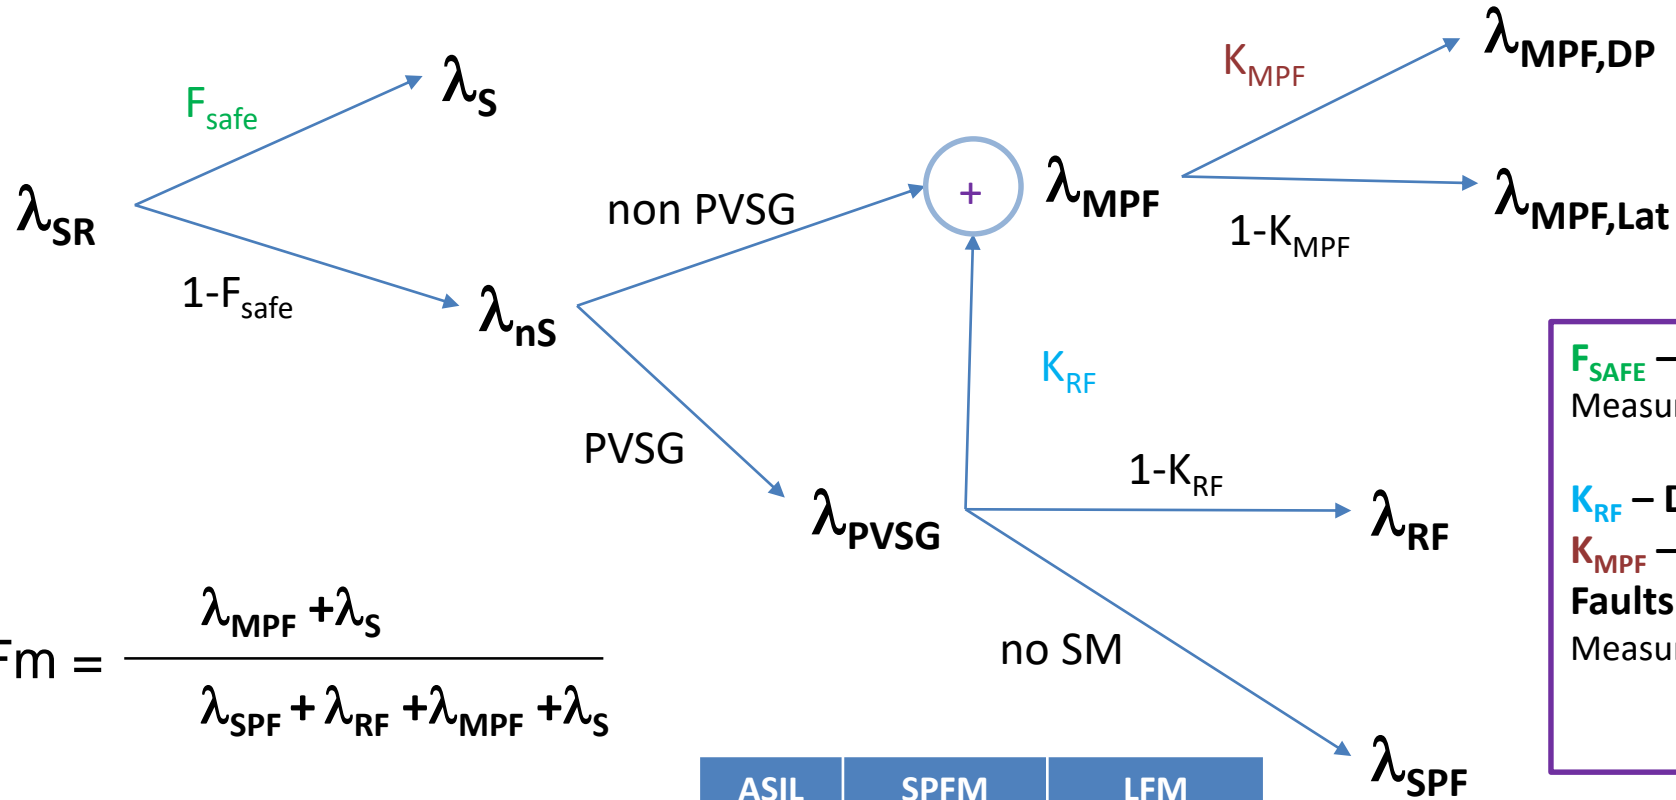 λMPF,DP
KMPF
λS
Fsafe
λSR
non PVSG
+
λMPF
λMPF,Lat
1-KMPF
1-Fsafe
λnS
KRF
PVSG
λPVSG
1-KRF
λRF
no SM
λSPF
Fm =
λMPF +λS
λSPF + λRF +λMPF +λS
FSAFE –
KRF –
KMPF –
Faults
ASIL SPFM LFM